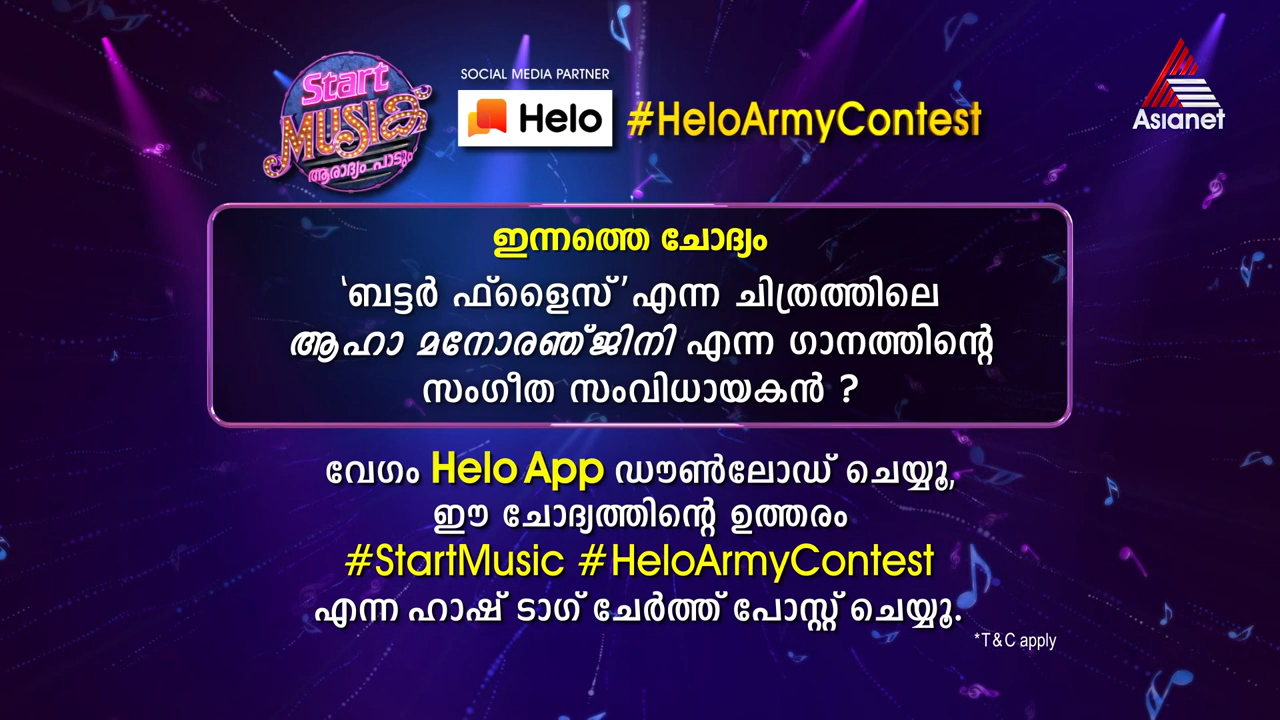 Start
മ്യൂസിക്
ആരാദ്യം പാടും
SOCIAL MEDIA PARTNER
Helo
#HeloArmyContest
Asianet
ഇന്നത്തെ ചോദ്യം
‘ബട്ടർ ഫ്ളൈസ്’ എന്ന ചിത്രത്തിലെ
ആഹാ മനോരഞ്ജിനി എന്ന ഗാനത്തിന്റെ
സംഗീത സംവിധായകൻ ?
വേഗം Helo App ഡൗൺലോഡ് ചെയ്യൂ,
ഈ ചോദ്യത്തിന്റെ ഉത്തരം
#StartMusic #HeloArmyContest
എന്ന ഹാഷ് ടാഗ് ചേർത്ത് പോസ്റ്റ് ചെയ്യൂ.
*T & C apply